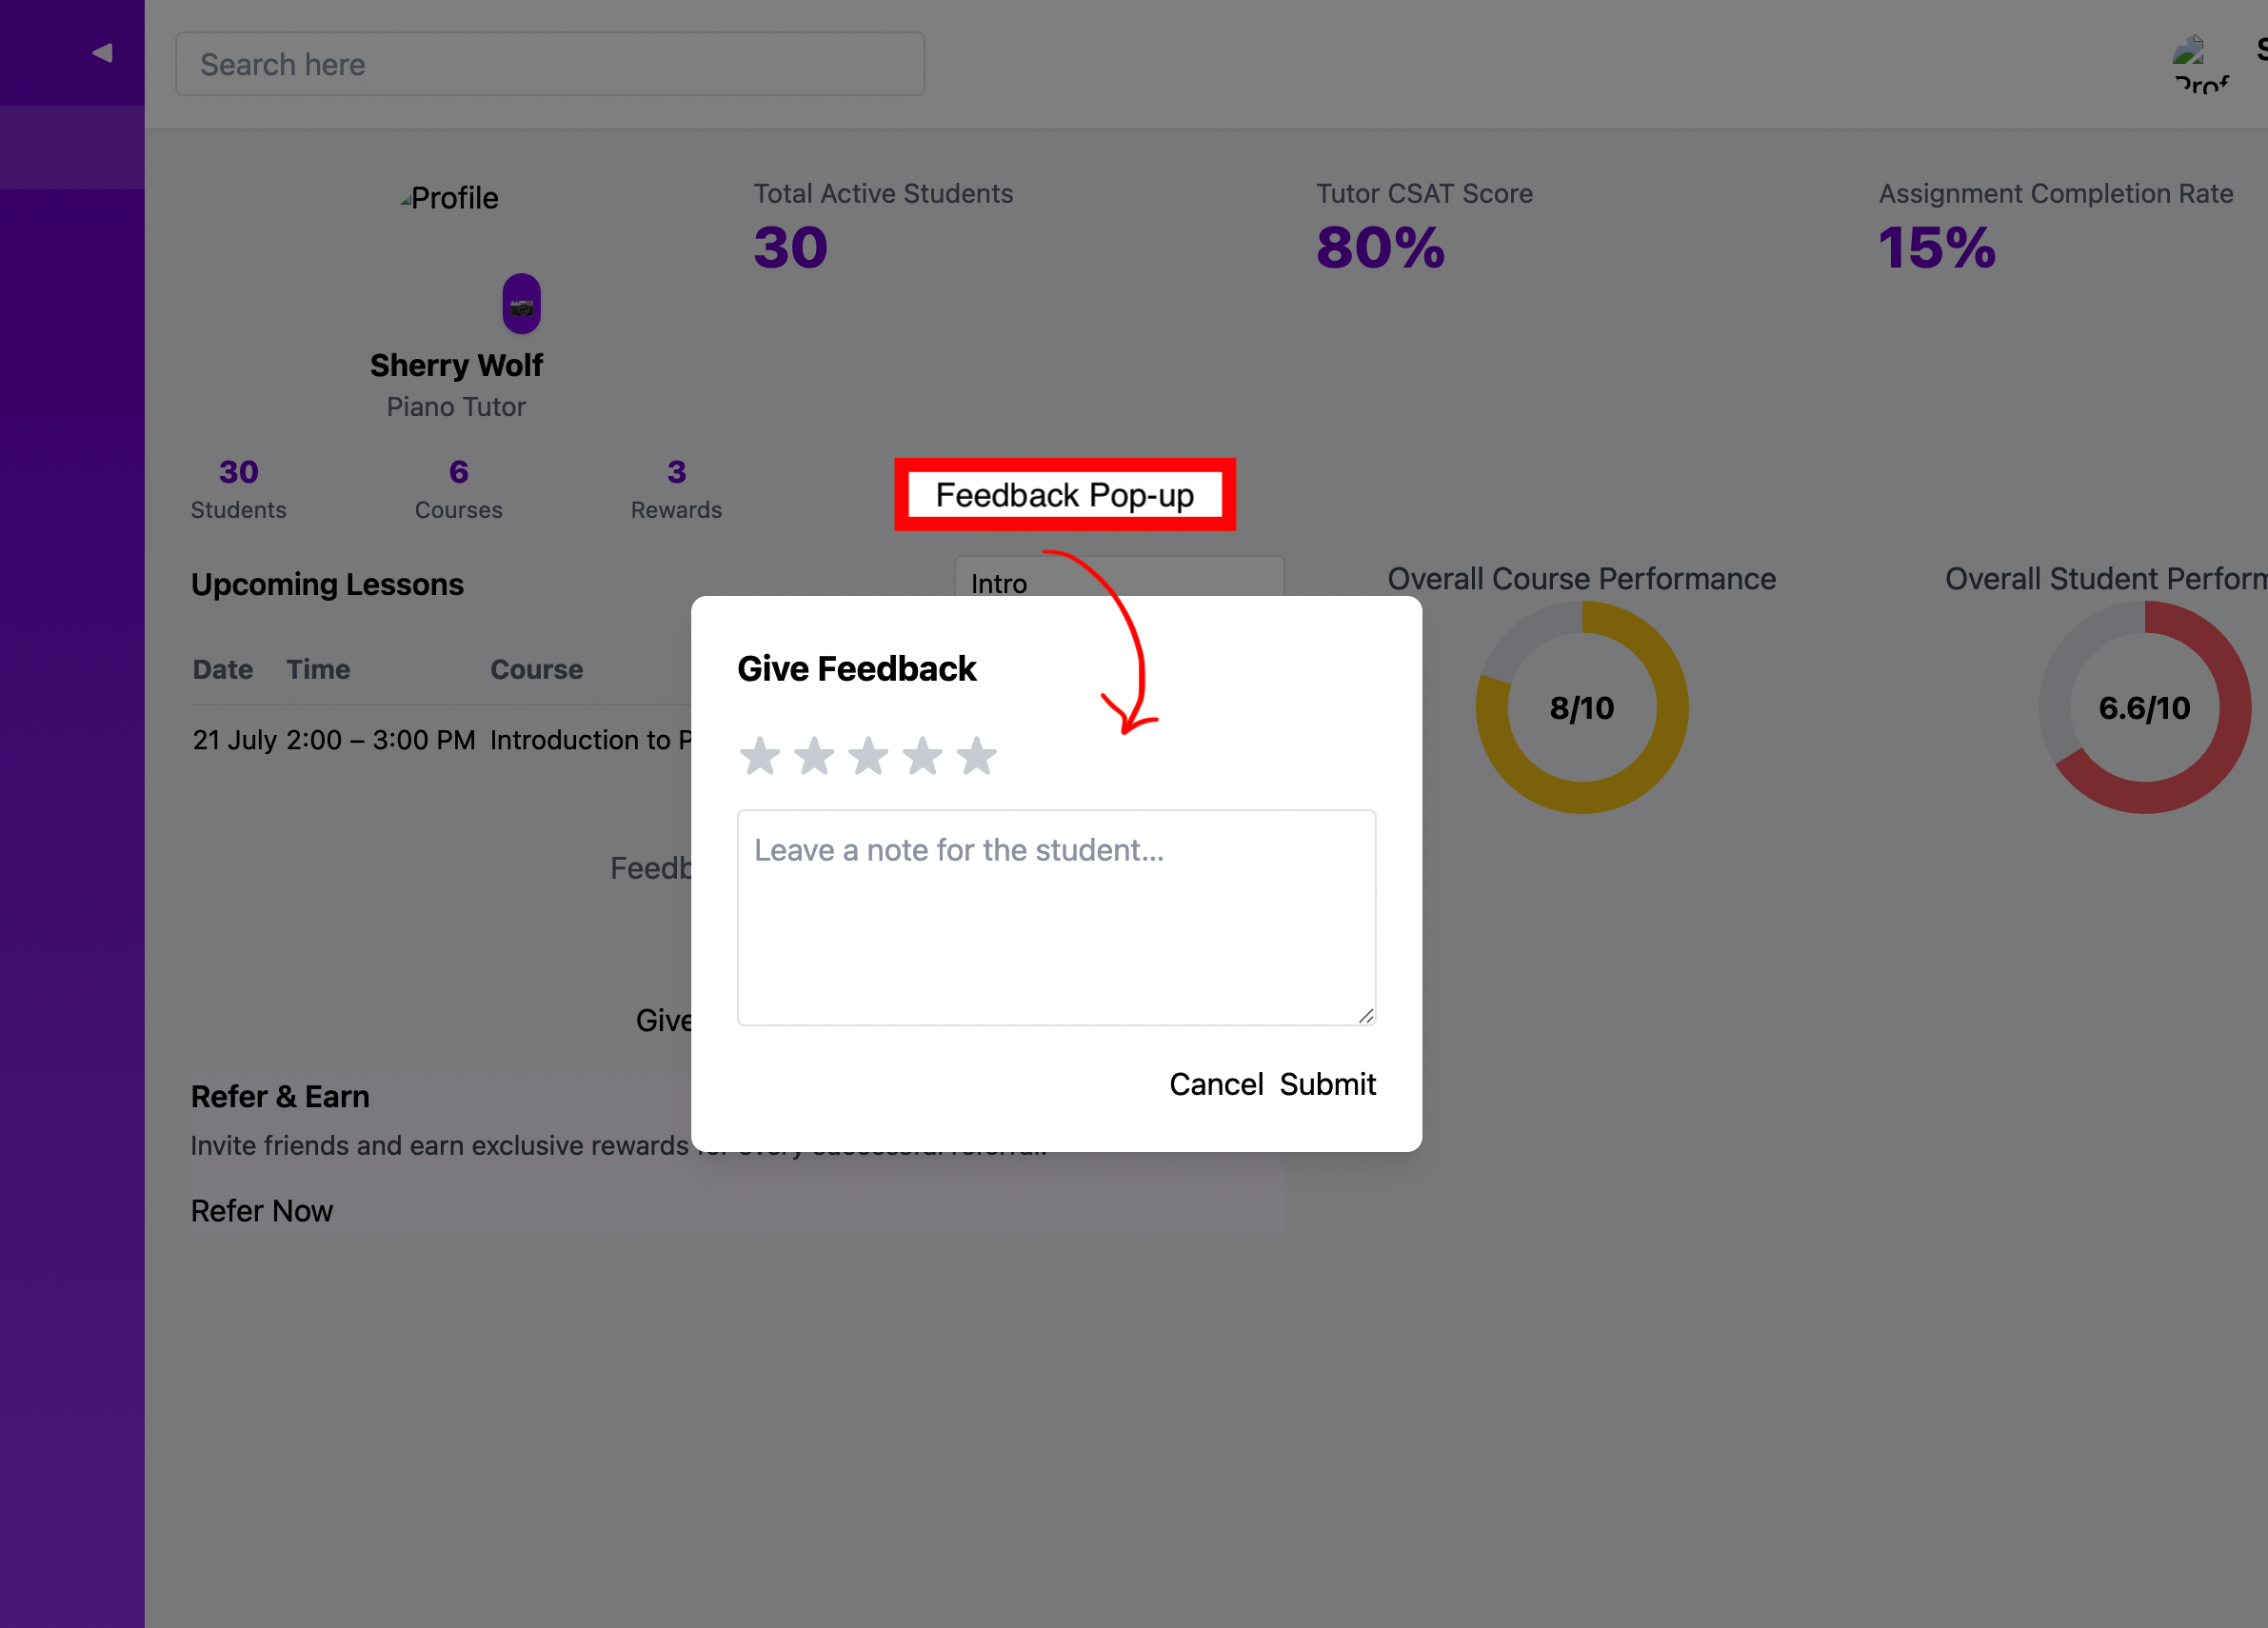 Search here
S
Prof
Profile
Total Active Students
30
Tutor CSAT Score
80%
Assignment Completion Rate
15%
Sherry Wolf
Piano Tutor
30
Students
6
Courses
3
Rewards
Feedback Pop-up
Upcoming Lessons
Intro
Overall Course Performance
Overall Student Perform
8/10
6.6/10
Date Time Course
21 July 2:00 – 3:00 PM Introduction to P
Give Feedback
Leave a note for the student...
Feedb
Give
Cancel Submit
Refer & Earn
Invite friends and earn exclusive rewards for every successful referral.
Refer Now